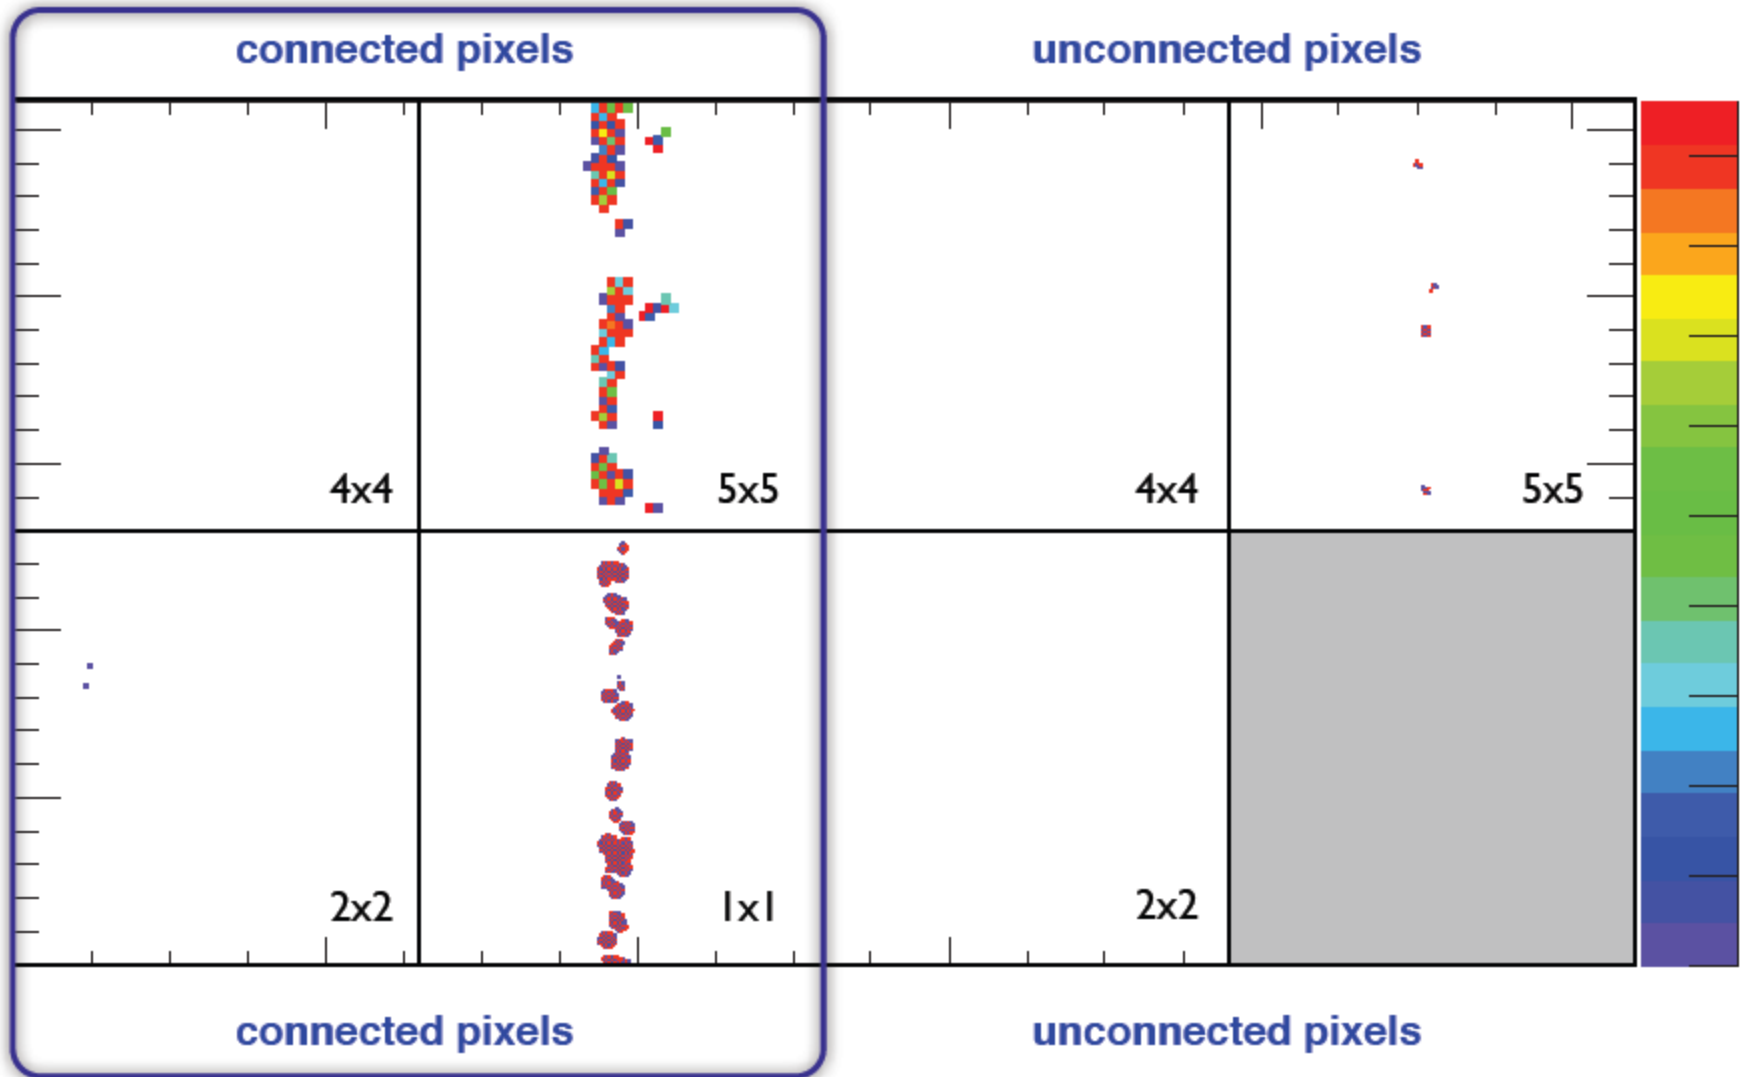 connected pixels
unconnected pixels
4x4
5x5
4x4
5x5
2x2
1x1
2x2
connected pixels
unconnected pixels